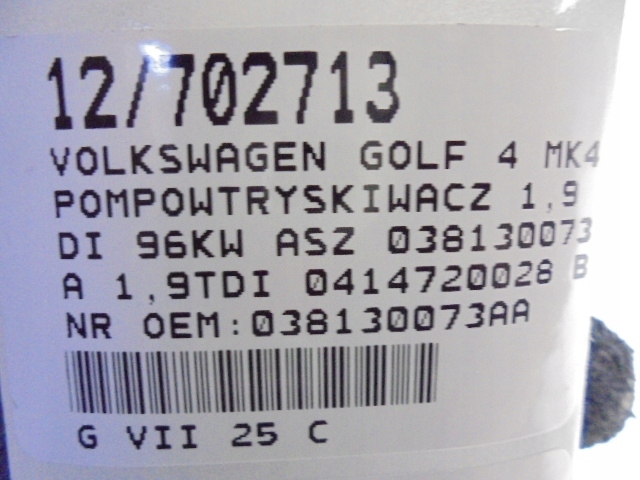 12/702713
VOLKSWAGEN GOLF 4 MK4
POMPOWTRYSKIWACZ 1,9
DI 96KW ASZ 038130073
A 1,9TDI 0414720028 B
NR OEM:038130073AA
G VII 25 C